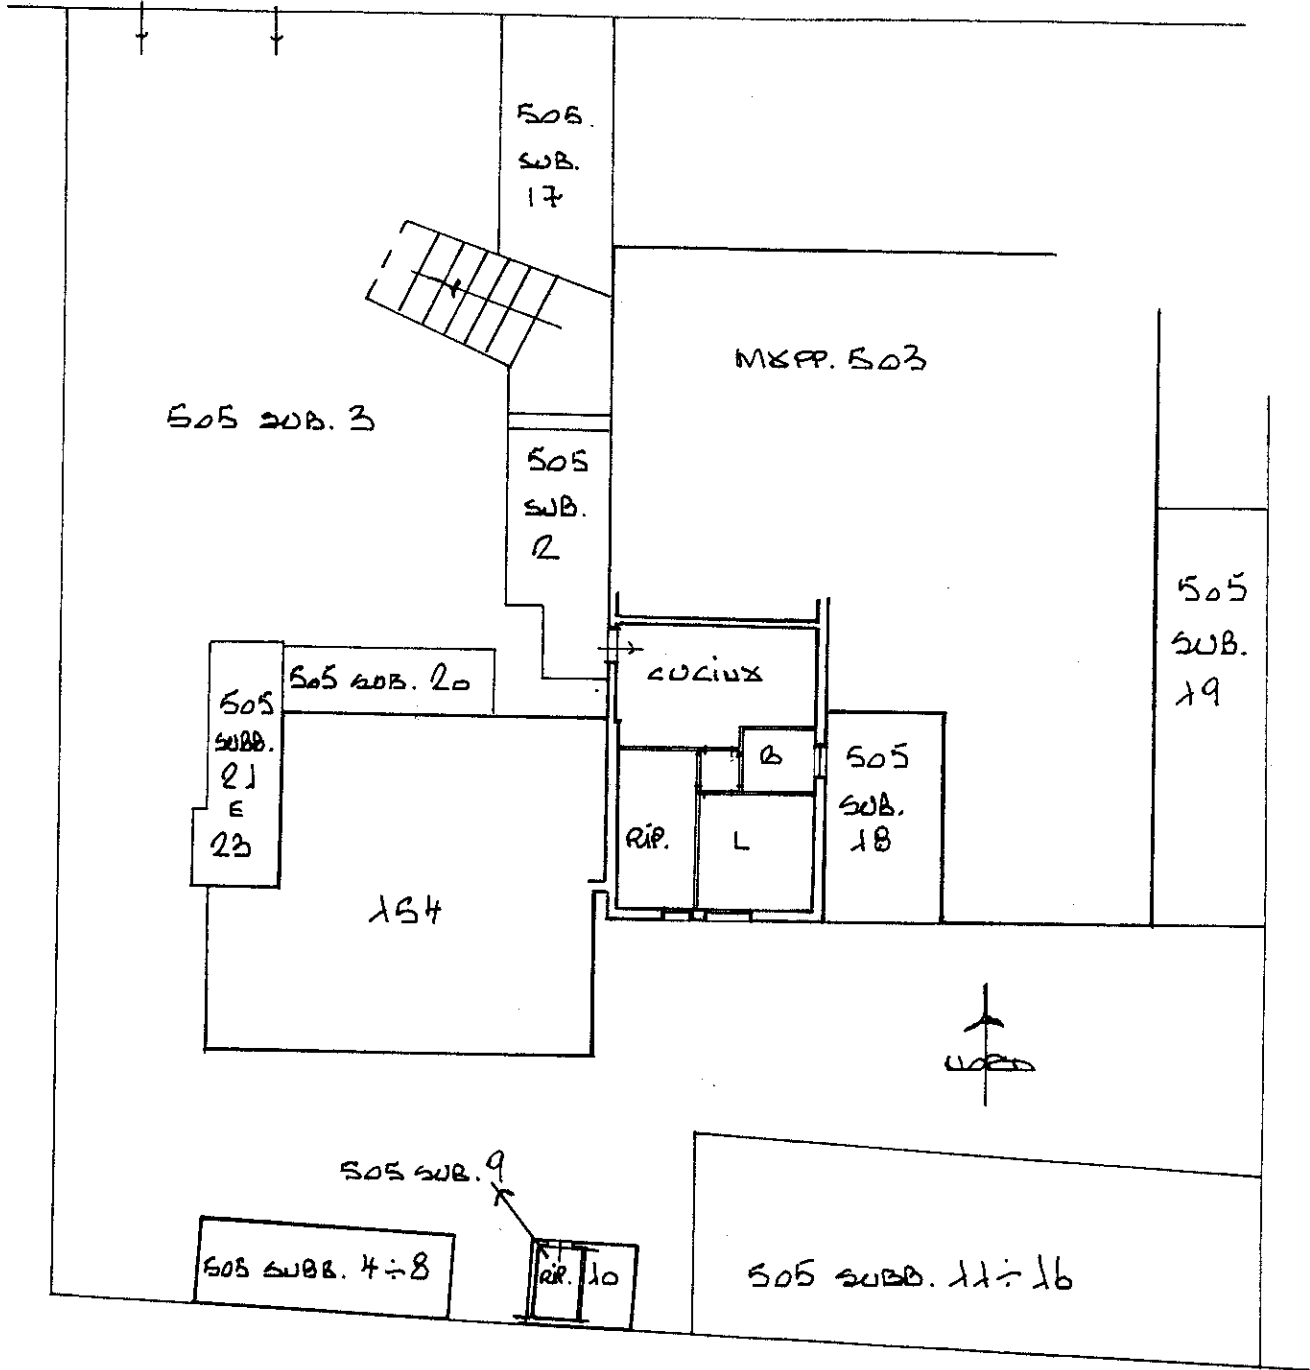 505
SUB.
17
MAPP. 503
505 SUB. 3
505
SUB.
2
505
SUB.
19
CUCINA
505 SUB. 20
505
SUBB.
21
E
23
B
505
SUB.
18
RIP.
L
154
NORD
505 SUB. 9
505 SUBB. 4÷8
RIP.
10
505 SUBB. 11÷16